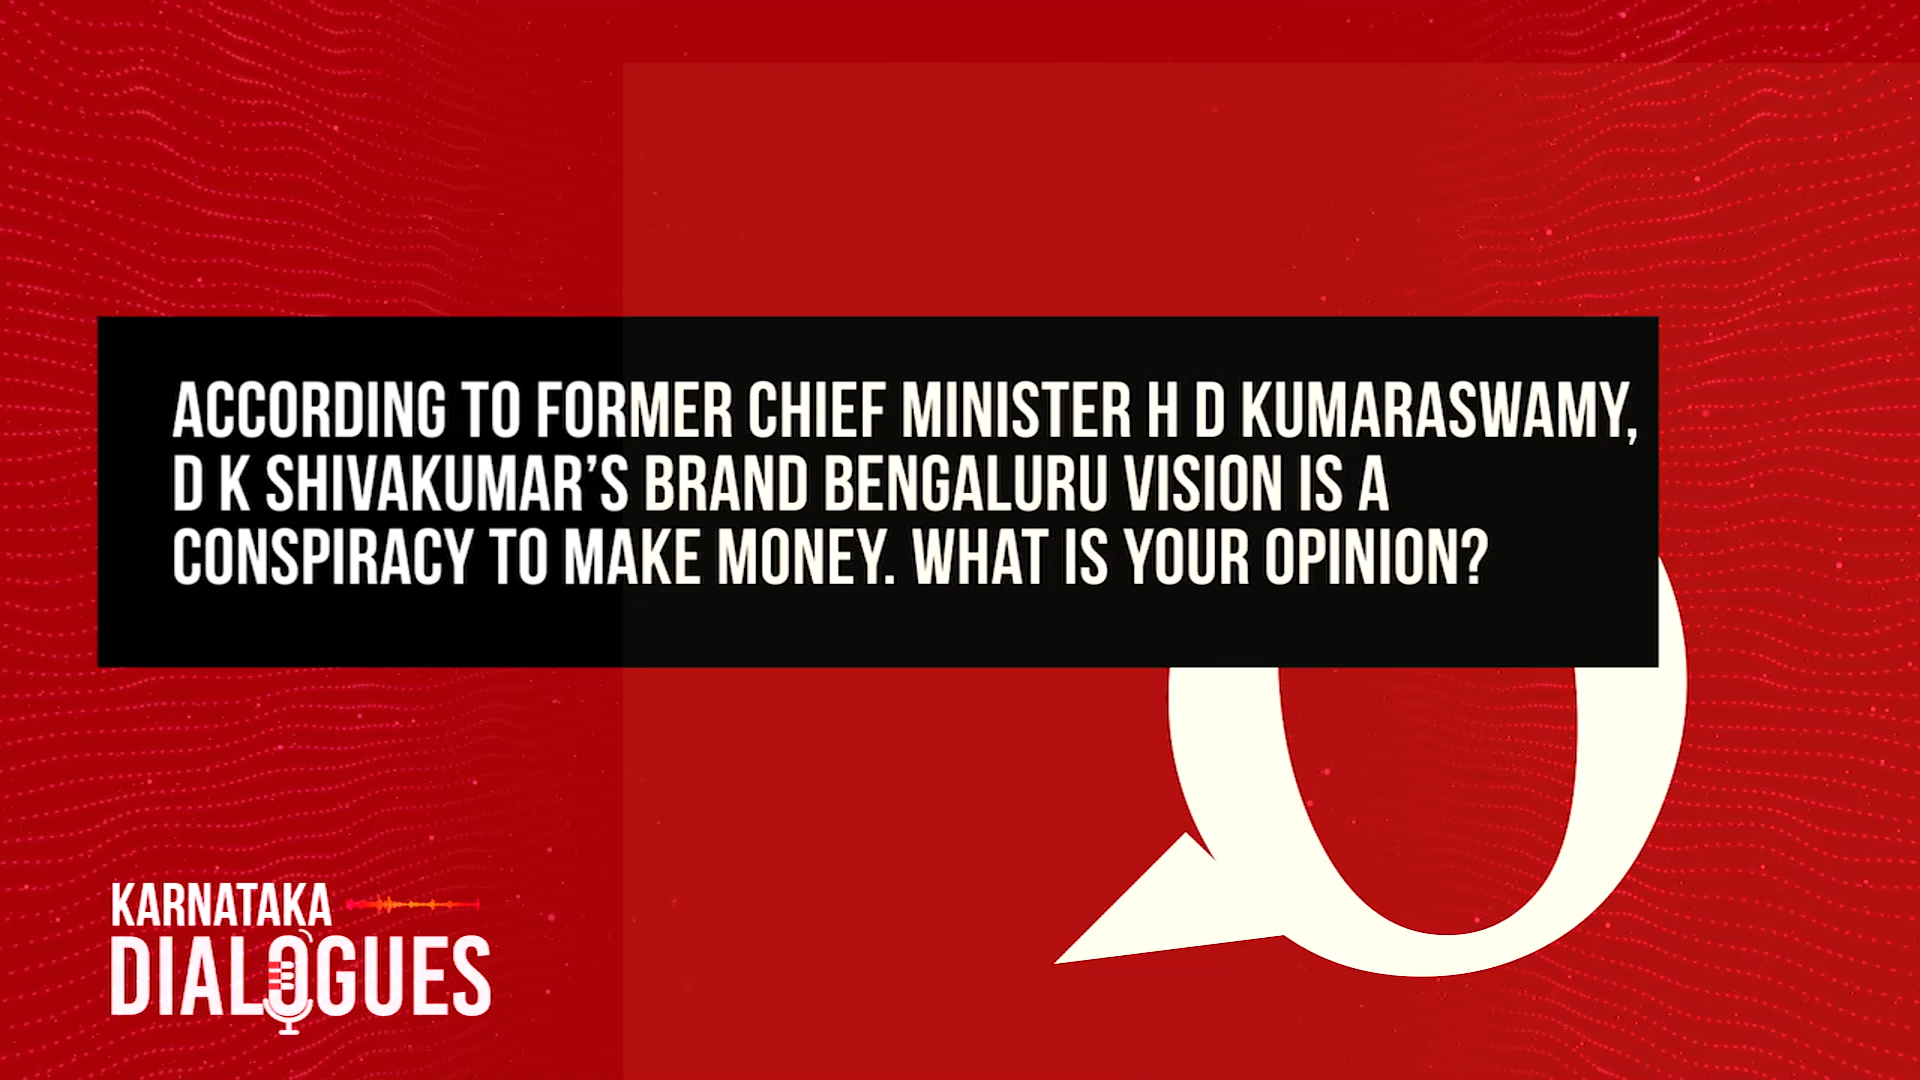 ACCORDING TO FORMER CHIEF MINISTER H D KUMARASWAMY,
D K SHIVAKUMAR’S BRAND BENGALURU VISION IS A
CONSPIRACY TO MAKE MONEY. WHAT IS YOUR OPINION?
KARNATAKA
DIALOGUES